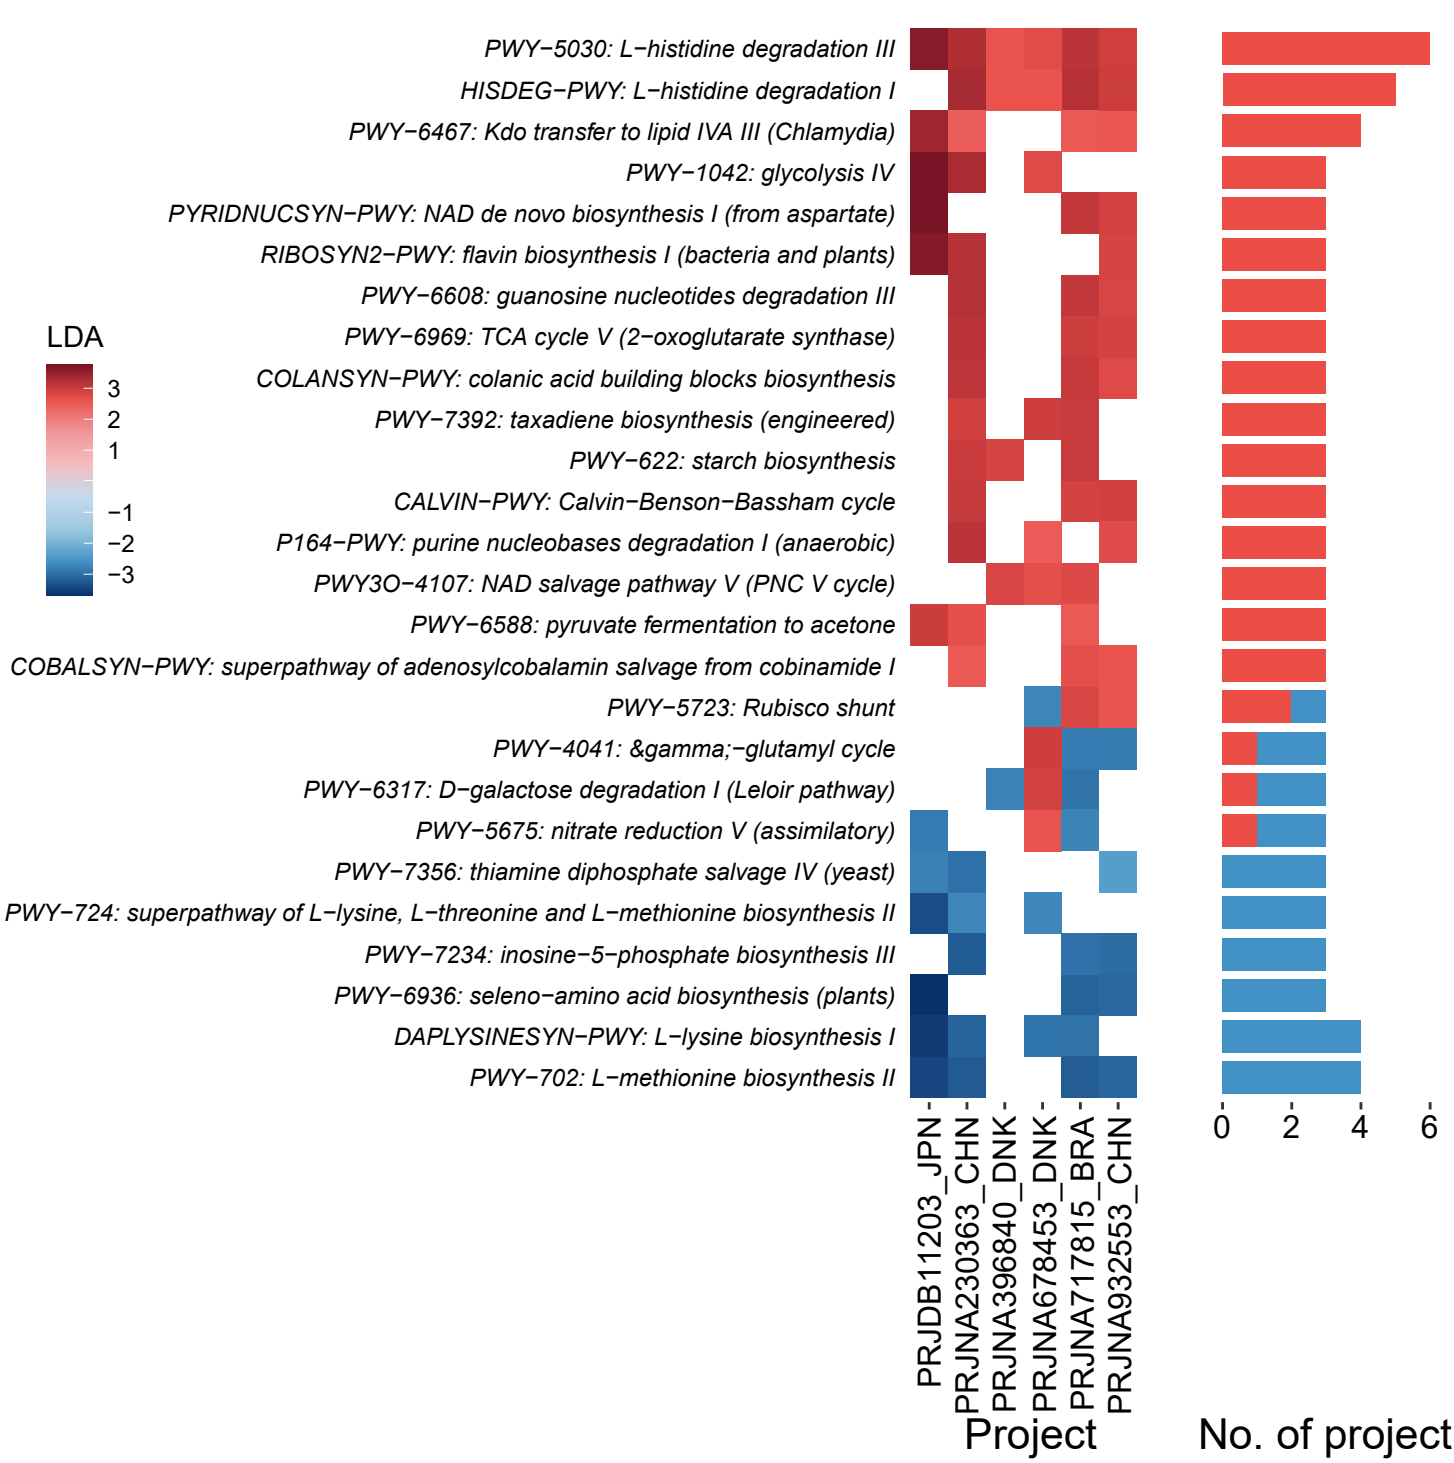 PWY−5030: L−histidine degradation III
HISDEG−PWY: L−histidine degradation I
PWY−6467: Kdo transfer to lipid IVA III (Chlamydia)
PWY−1042: glycolysis IV
PYRIDNUCSYN−PWY: NAD de novo biosynthesis I (from aspartate)
RIBOSYN2−PWY: flavin biosynthesis I (bacteria and plants)
PWY−6608: guanosine nucleotides degradation III
PWY−6969: TCA cycle V (2−oxoglutarate synthase)
COLANSYN−PWY: colanic acid building blocks biosynthesis
PWY−7392: taxadiene biosynthesis (engineered)
PWY−622: starch biosynthesis
CALVIN−PWY: Calvin−Benson−Bassham cycle
P164−PWY: purine nucleobases degradation I (anaerobic)
PWY3O−4107: NAD salvage pathway V (PNC V cycle)
PWY−6588: pyruvate fermentation to acetone
COBALSYN−PWY: superpathway of adenosylcobalamin salvage from cobinamide I
PWY−5723: Rubisco shunt
PWY−4041: &gamma;−glutamyl cycle
PWY−6317: D−galactose degradation I (Leloir pathway)
PWY−5675: nitrate reduction V (assimilatory)
PWY−7356: thiamine diphosphate salvage IV (yeast)
PWY−724: superpathway of L−lysine, L−threonine and L−methionine biosynthesis II
PWY−7234: inosine−5−phosphate biosynthesis III
PWY−6936: seleno−amino acid biosynthesis (plants)
DAPLYSINESYN−PWY: L−lysine biosynthesis I
PWY−702: L−methionine biosynthesis II
LDA
3
2
1
−1
−2
−3
PRJDB11203_JPN
PRJNA230363_CHN
PRJNA396840_DNK
PRJNA678453_DNK
PRJNA717815_BRA
PRJNA932553_CHN
Project
0 2 4 6
No. of project